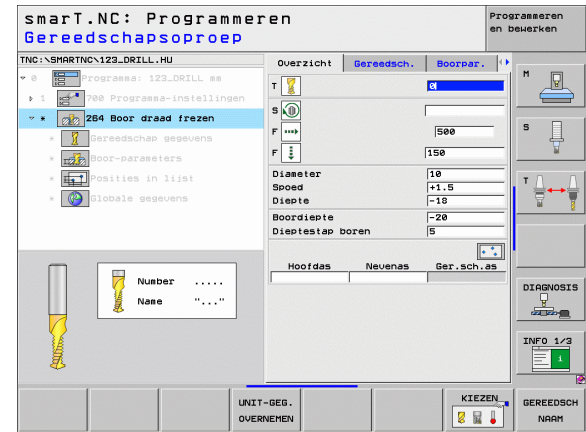 smarT.NC: Programmeren
Gereedschapsoproep
Programmeren
en bewerken
TNC:\SMARTNC\123_DRILL.HU
0 Programma: 123_DRILL mm
1 700 Programma-instellingen
* 264 Boor draad frezen
* Gereedschap gegevens
* Boor-parameters
* Posities in lijst
* Globale gegevens
Number .....
Name "..."
Overzicht Gereedsch. Boorpar.
T 0
S
F 500
F 150
Diameter 10
Spoed +1.5
Diepte -18
Boordiepte -20
Dieptestap boren 5
Hoofdas Nevenas Ger.sch.as
M
S
T
DIAGNOSIS
INFO 1/3
i
UNIT-GEG.
OVERNEMEN
KIEZEN
GEREEDSCH
NAAM